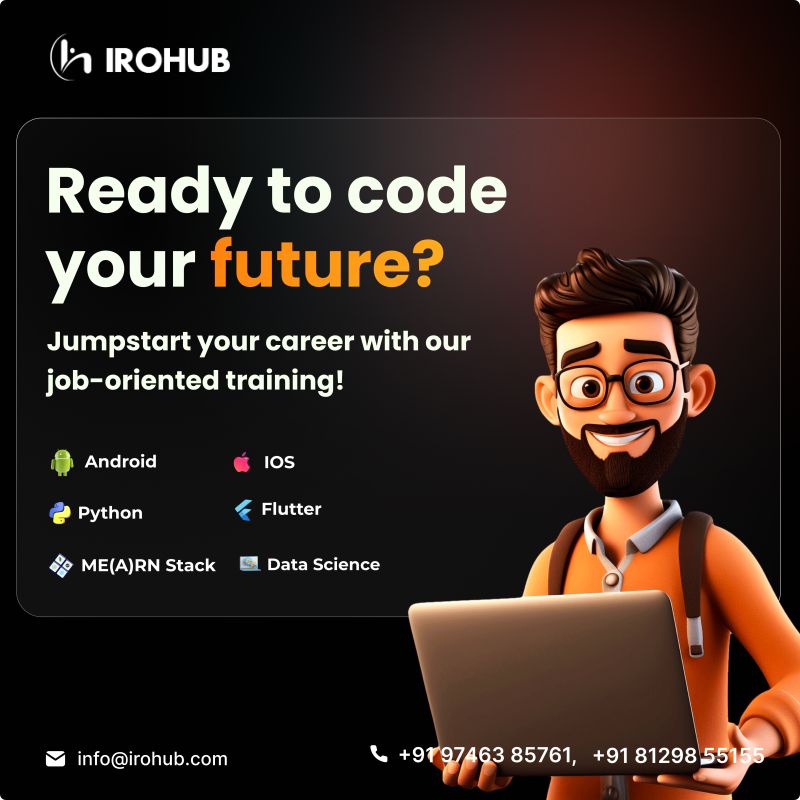 IROHUB
Ready to code
your future?
Jumpstart your career with our
job-oriented training!
Android
IOS
Python
Flutter
ME(A)RN Stack
Data Science
info@irohub.com
+91 97463 85761, +91 81298 55155